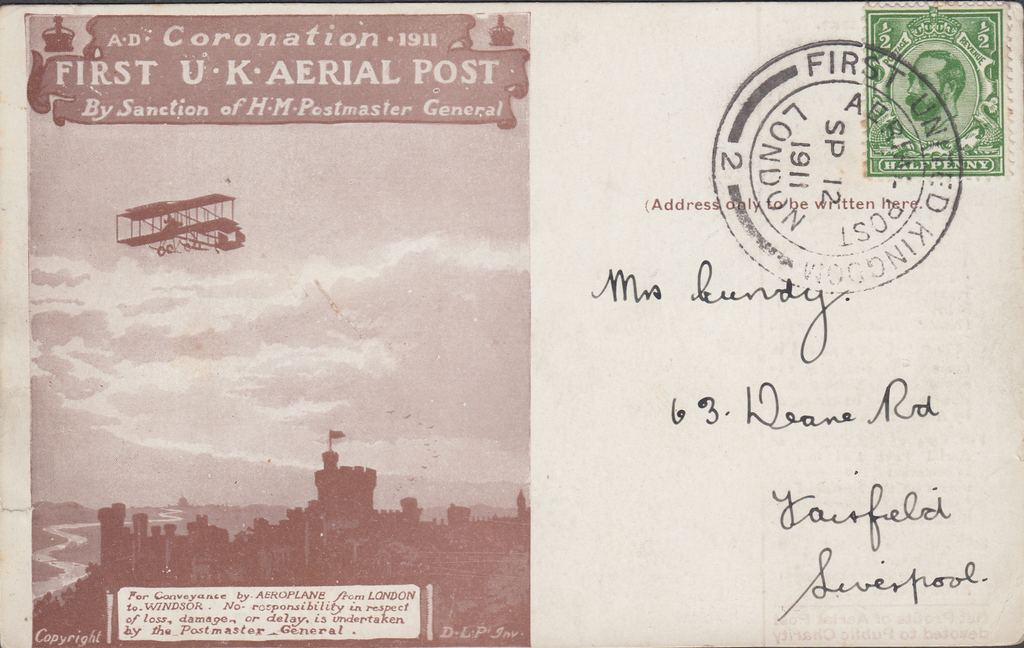 A·D· Coronation · 1911
FIRST U·K·AERIAL POST
By Sanction of H·M·Postmaster General
For Conveyance by AEROPLANE from LONDON
to WINDSOR. No responsibility in respect
of loss, damage, or delay, is undertaken
by the Postmaster General.
Copyright
D·L·P· Inv.
POSTAGE REVENUE
1/2 1/2
HALFPENNY
FIRST UNITED KINGDOM
AERIAL POST
SP 12
1911
LONDON
2
(Address only to be written here.)
Mrs Cundy.
63. Deane Rd
Fairfield
Liverpool.